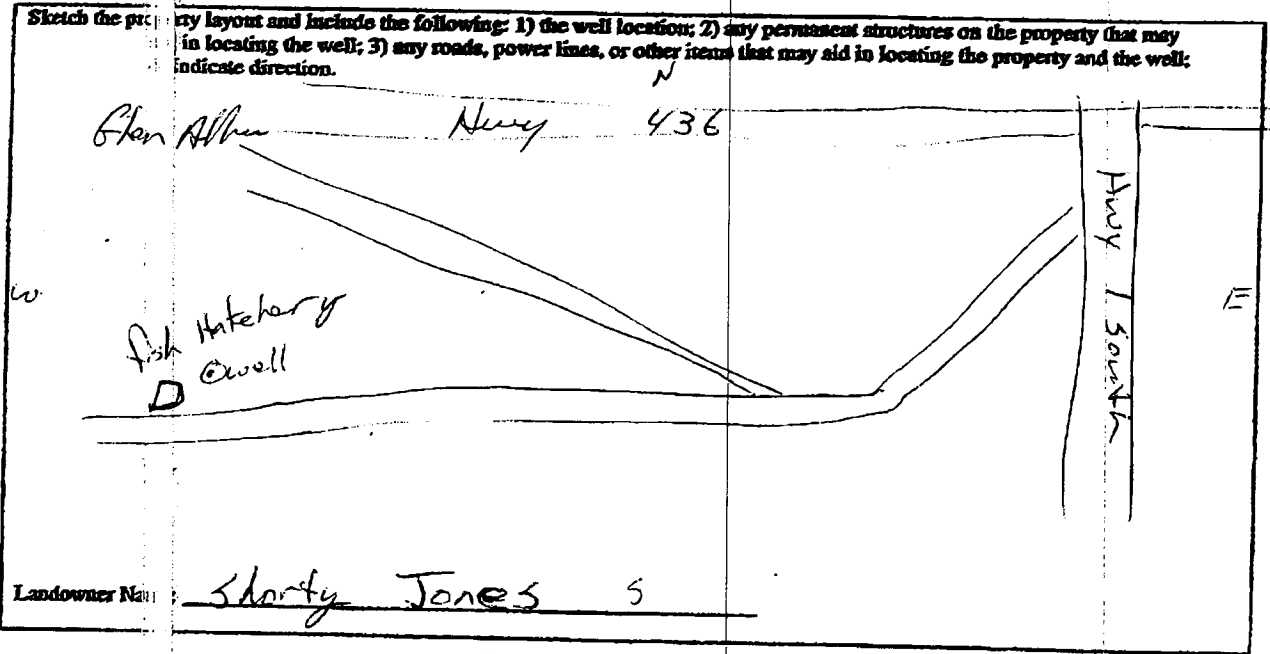 Sketch the property layout and include the following: 1) the well location; 2) any permanent structures on the property that may
in locating the well; 3) any roads, power lines, or other items that may aid in locating the property and the well;
indicate direction.
N
Glen Allen Hwy 436
Hwy 1 South
W
E
fish Hatchery
well
Landowner Name: Shorty Jones S